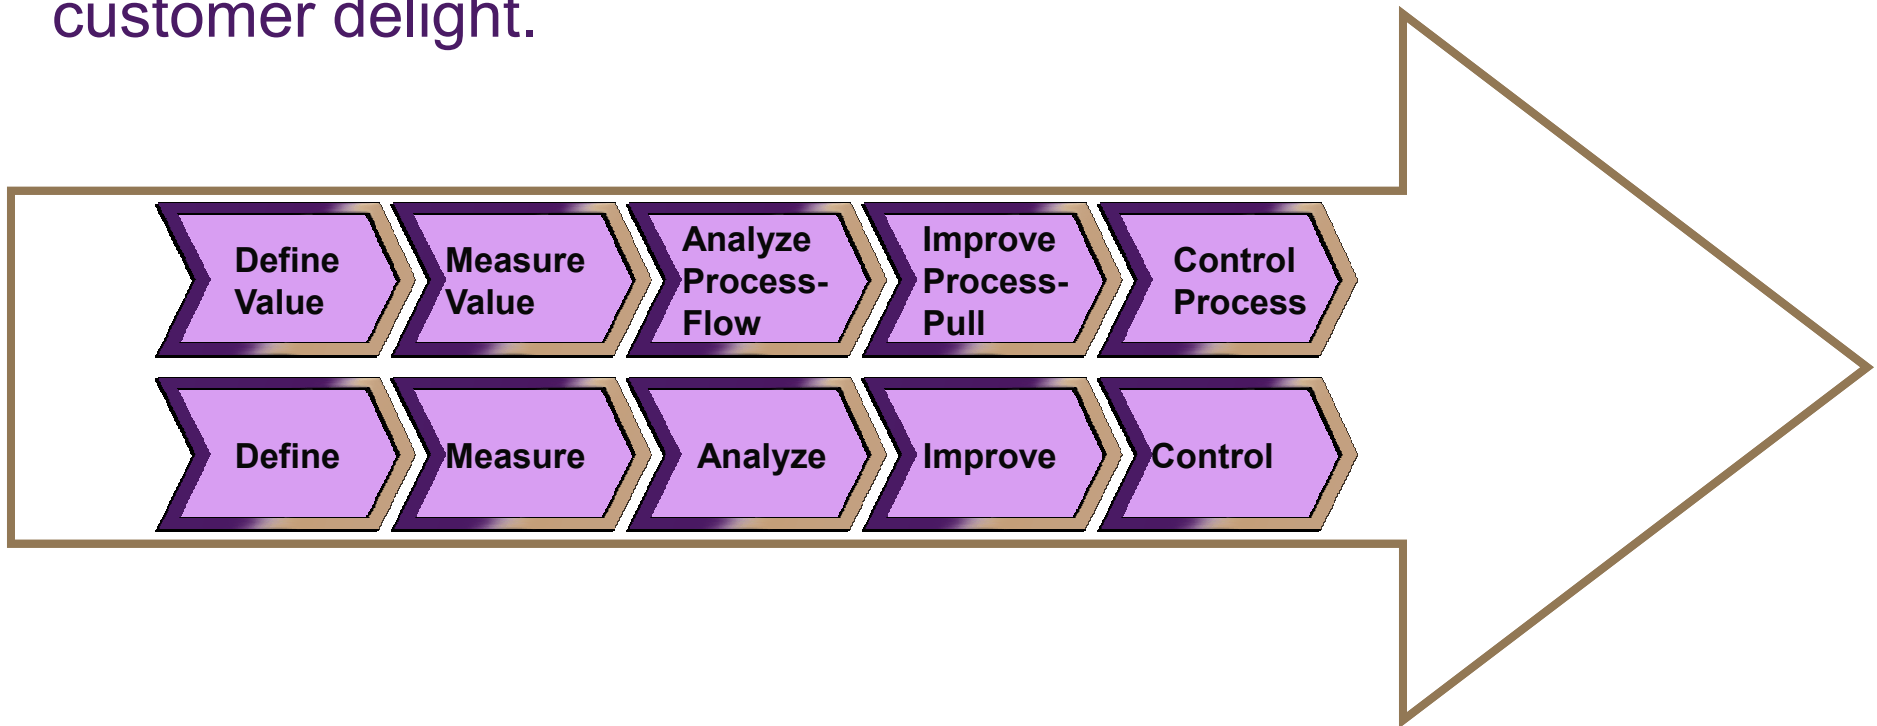 customer delight.
Define
Value
Measure
Value
Analyze
Process-
Flow
Improve
Process-
Pull
Control
Process
Define
Measure
Analyze
Improve
Control